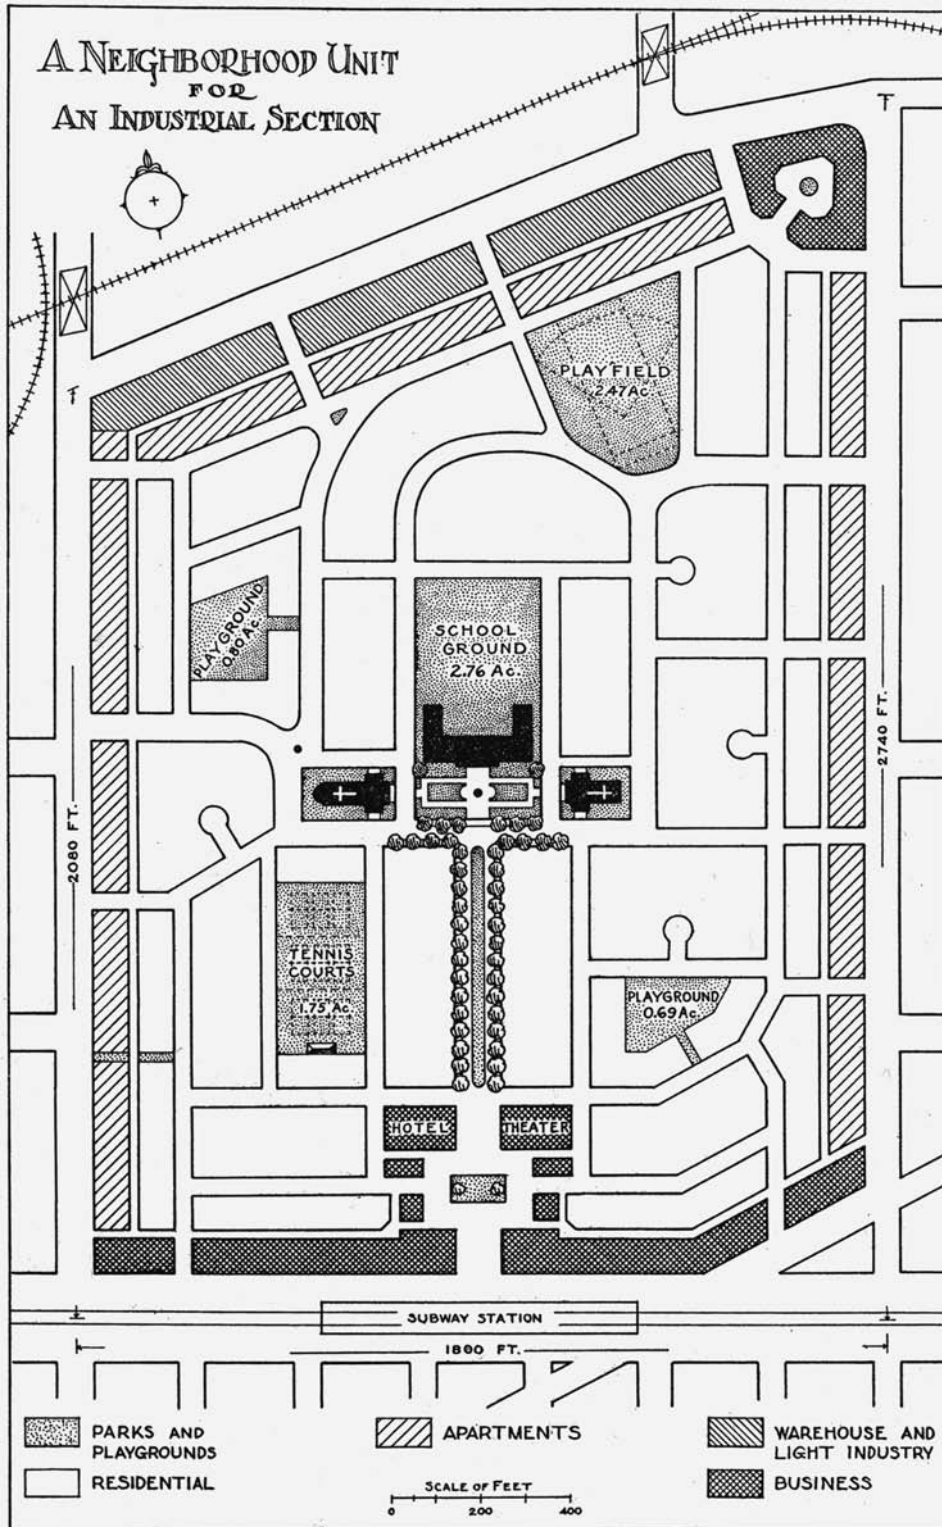 A NEIGHBORHOOD UNIT
FOR
AN INDUSTRIAL SECTION
PLAY FIELD
2.47 Ac.
PLAYGROUND
0.80 Ac.
SCHOOL
GROUND
2.76 Ac.
2740 FT.
2080 FT.
TENNIS
COURTS
1.75 Ac.
PLAYGROUND
0.69 Ac.
HOTEL
THEATER
SUBWAY STATION
1800 FT.
PARKS AND
PLAYGROUNDS
APARTMENTS
WAREHOUSE AND
LIGHT INDUSTRY
RESIDENTIAL
BUSINESS
SCALE OF FEET
0 200 400